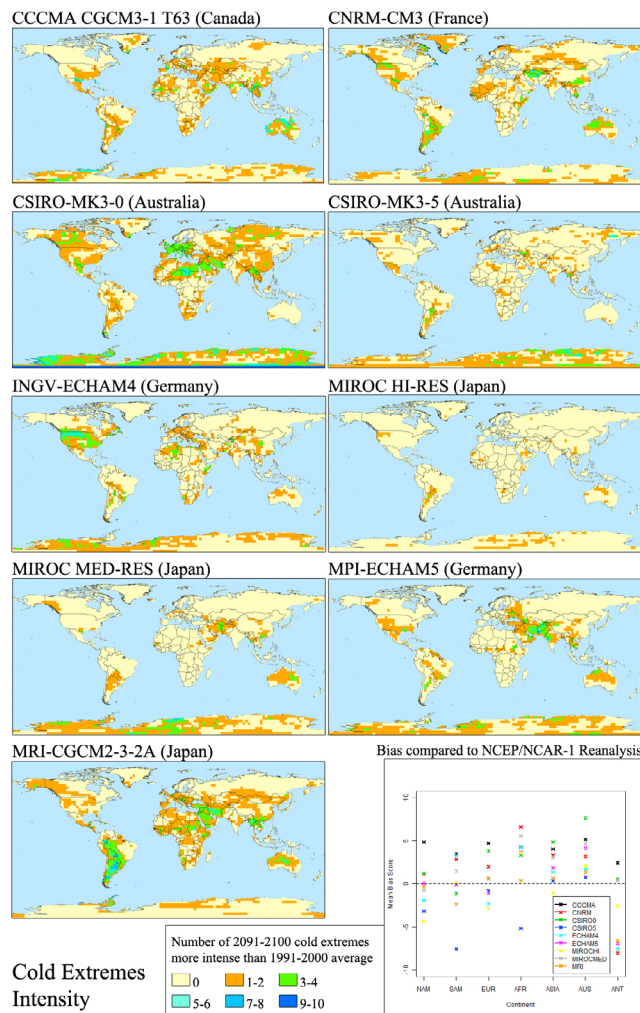 CCCMA CGCM3-1 T63 (Canada)
CNRM-CM3 (France)
CSIRO-MK3-0 (Australia)
CSIRO-MK3-5 (Australia)
INGV-ECHAM4 (Germany)
MIROC HI-RES (Japan)
MIROC MED-RES (Japan)
MPI-ECHAM5 (Germany)
MRI-CGCM2-3-2A (Japan)
Bias compared to NCEP/NCAR-1 Reanalysis
Mean Bias Score
10
5
0
-5
-10
CCCMA
CNRM
CSIRO0
CSIRO5
ECHAM4
ECHAM5
MIROCHI
MIROCMED
MRI
NAM SAM EUR AFR ASIA AUS ANT
Continent
Cold Extremes
Intensity
Number of 2091-2100 cold extremes
more intense than 1991-2000 average
0 1-2 3-4
5-6 7-8 9-10